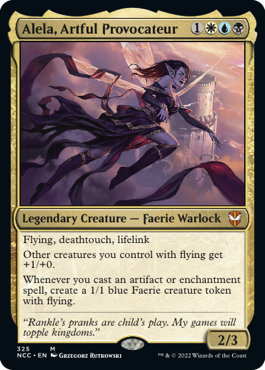 Alela, Artful Provocateur 1
Legendary Creature — Faerie Warlock
Flying, deathtouch, lifelink
Other creatures you control with flying get
+1/+0.
Whenever you cast an artifact or enchantment
spell, create a 1/1 blue Faerie creature token
with flying.
"Rankle's pranks are child's play. My games will
topple kingdoms."
2/3
325 M
NCC • EN GRZEGORZ RUTKOWSKI
™ & © 2022 Wizards of the Coast